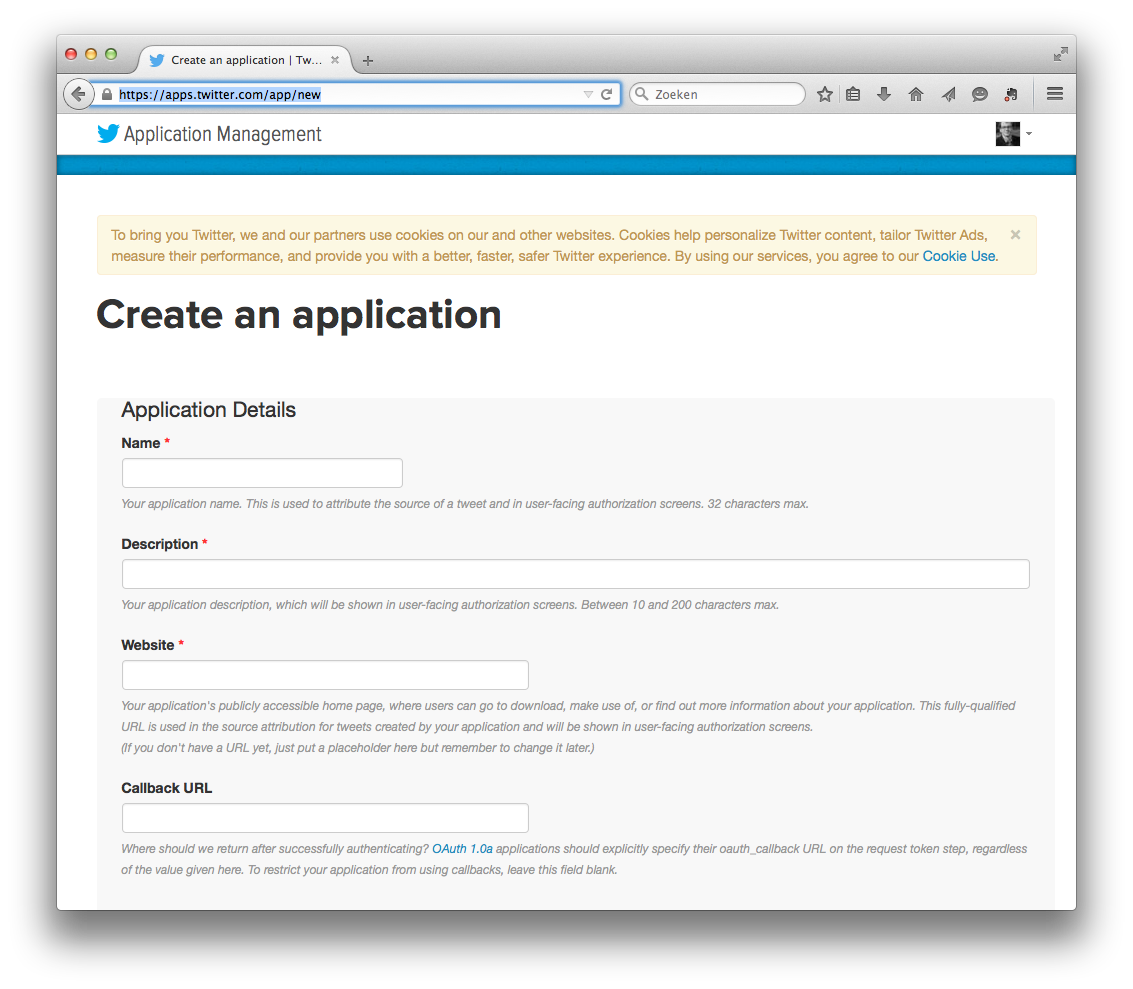 Create an application | Tw...
https://apps.twitter.com/app/new
Zoeken
Application Management
To bring you Twitter, we and our partners use cookies on our and other websites. Cookies help personalize Twitter content, tailor Twitter Ads,
measure their performance, and provide you with a better, faster, safer Twitter experience. By using our services, you agree to our Cookie Use.
Create an application
Application Details
Name *
Your application name. This is used to attribute the source of a tweet and in user-facing authorization screens. 32 characters max.
Description *
Your application description, which will be shown in user-facing authorization screens. Between 10 and 200 characters max.
Website *
Your application's publicly accessible home page, where users can go to download, make use of, or find out more information about your application. This fully-qualified
URL is used in the source attribution for tweets created by your application and will be shown in user-facing authorization screens.
(If you don't have a URL yet, just put a placeholder here but remember to change it later.)
Callback URL
Where should we return after successfully authenticating? OAuth 1.0a applications should explicitly specify their oauth_callback URL on the request token step, regardless
of the value given here. To restrict your application from using callbacks, leave this field blank.